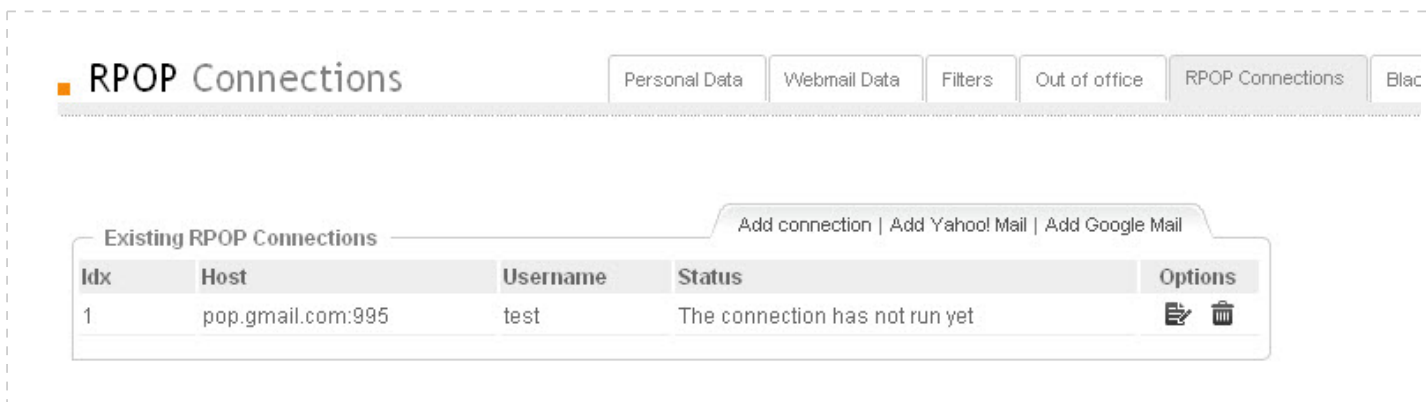 RPOP Connections
Personal Data
Webmail Data
Filters
Out of office
RPOP Connections
Add connection | Add Yahoo! Mail | Add Google Mail
Existing RPOP Connections
Idx Host Username Status Options
1 pop.gmail.com:995 test The connection has not run yet